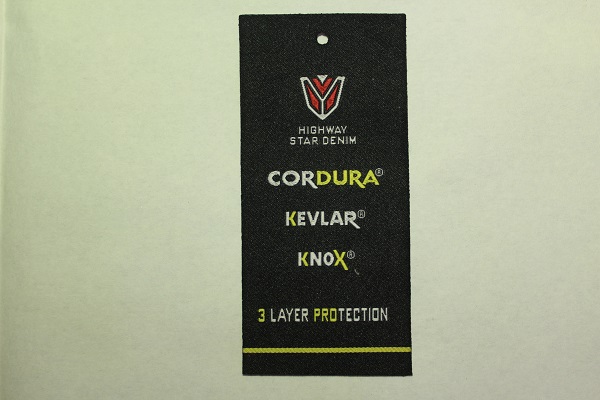 HIGHWAY
STAR DENIM
CORDURA®
KEVLAR®
KNOX®
3 LAYER PROTECTION